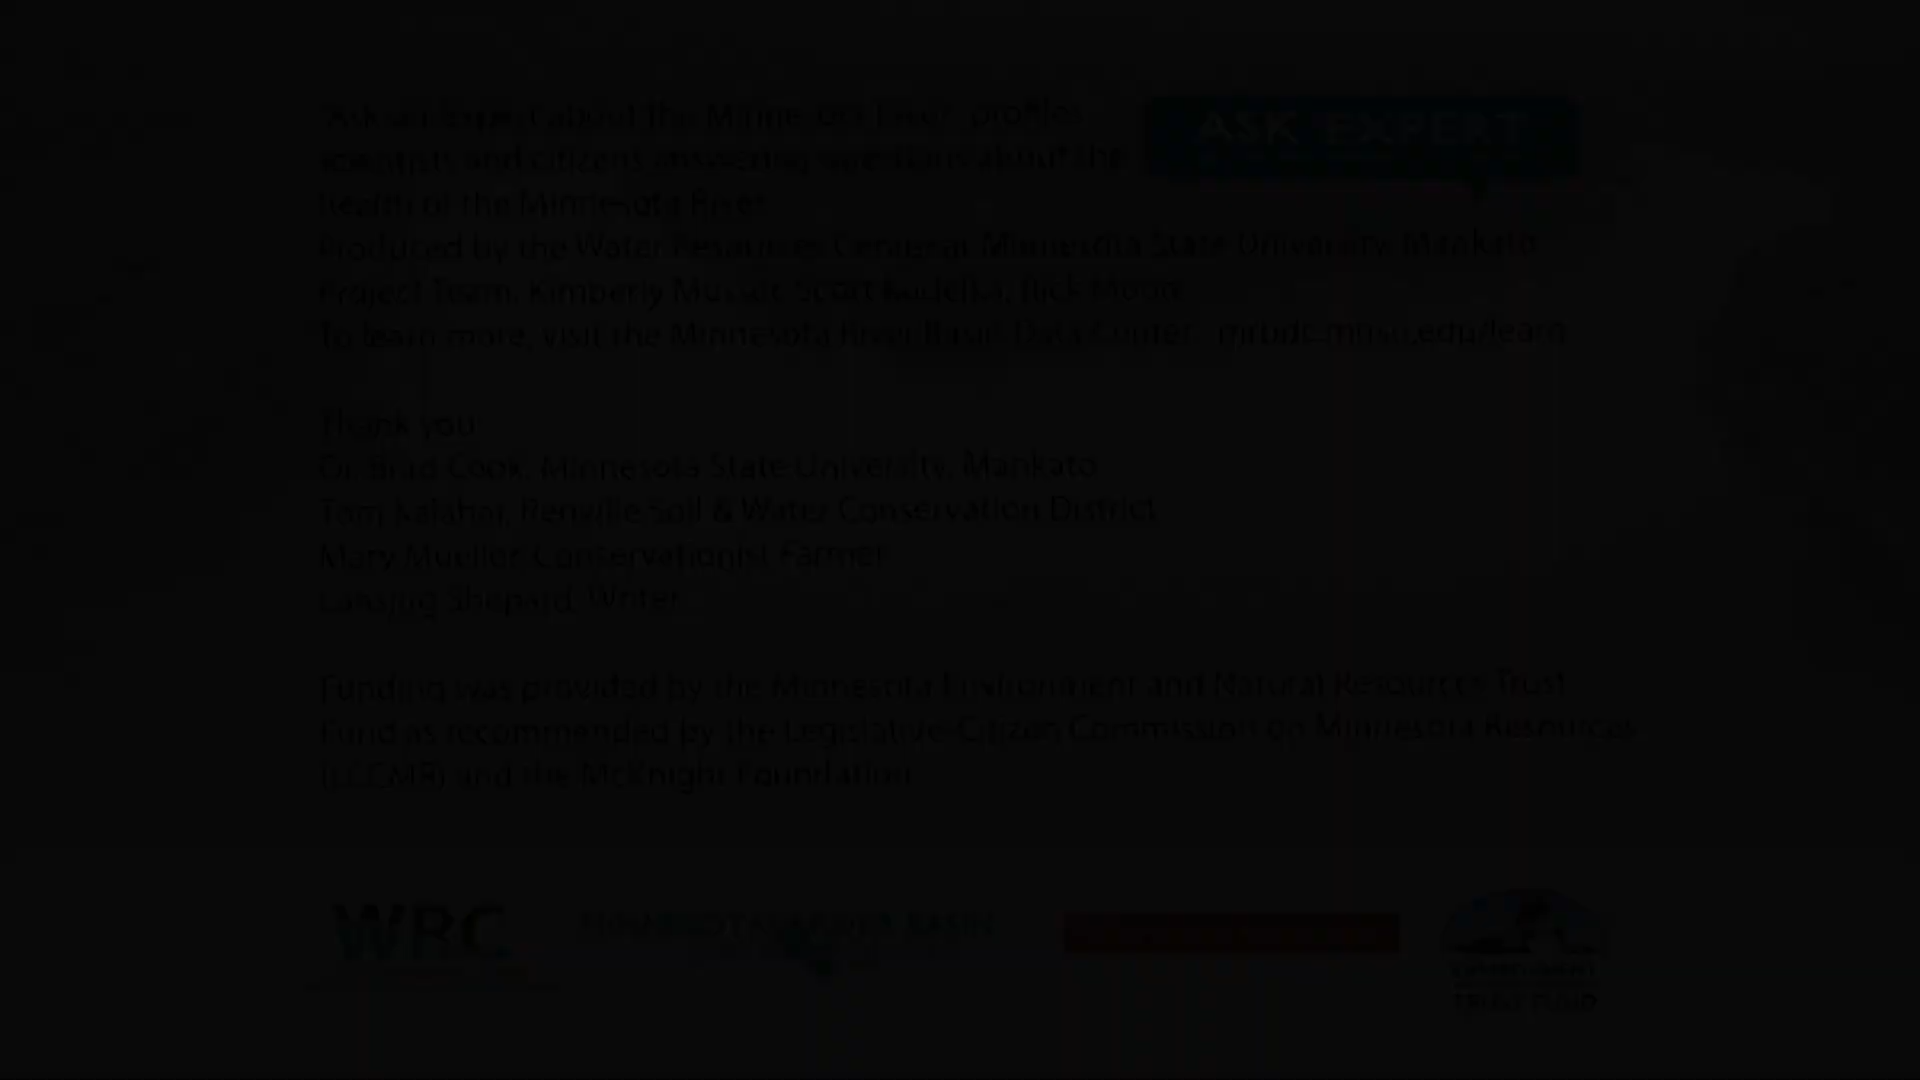 Ask an Expert about the Minnesota River profiles
scientists and citizens answering questions about the
health of the Minnesota River
Produced by the Water Resources Center at Minnesota State University, Mankato
Project Team: Kimberly Musser, Scott Kudelka, Rick Moore
To learn more, visit the Minnesota River Basin Data Center: mrbdc.mnsu.edu/learn
Thank you
Dr. Brad Cook, Minnesota State University, Mankato
Tom Kalahar, Renville Soil & Water Conservation District
Mary Mueller, Conservationist Farmer
Lansing Shepard, Writer
Funding was provided by the Minnesota Environment and Natural Resources Trust
Fund as recommended by the Legislative-Citizen Commission on Minnesota Resources
(LCCMR) and the McKnight Foundation
ASK EXPERT
WRC
MINNESOTA RIVER BASIN
TRUST FUND